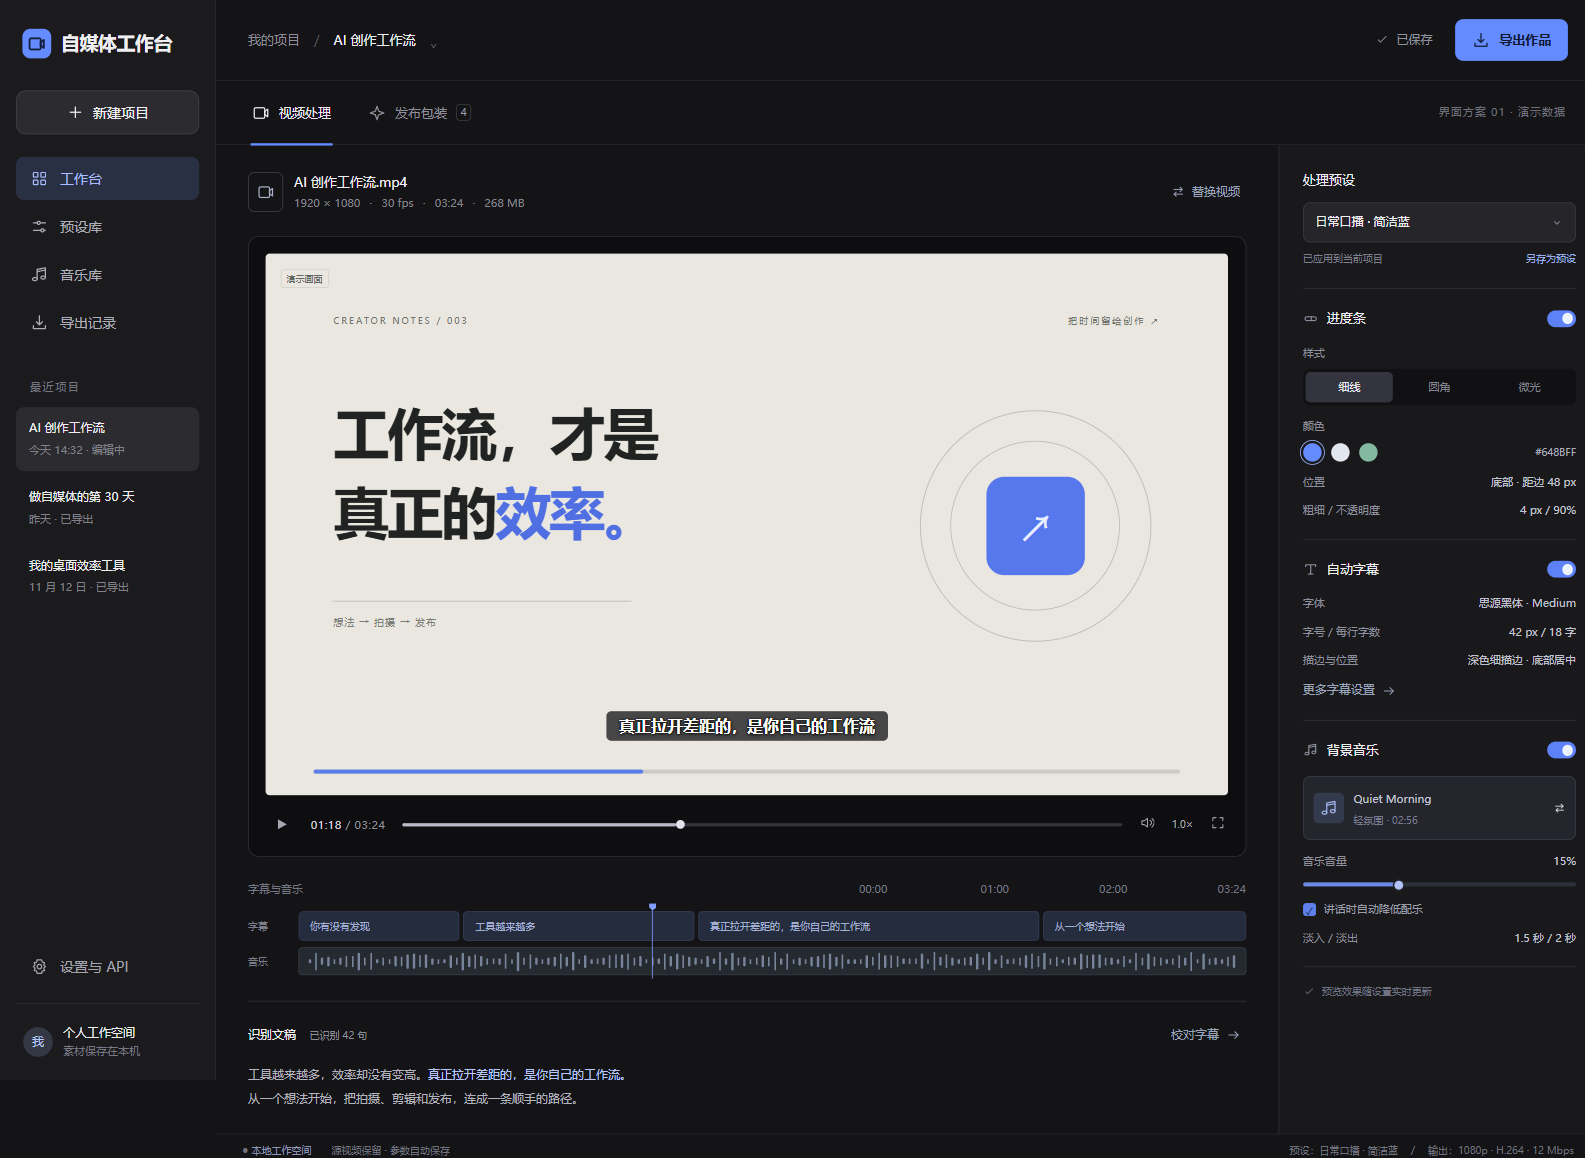 自媒体工作台
新建项目
工作台
预设库
音乐库
导出记录
最近项目
AI 创作工作流
今天 14:32 · 编辑中
做自媒体的第 30 天
昨天 · 已导出
我的桌面效率工具
11 月 12 日 · 已导出
设置与 API
我
个人工作空间
素材保存在本机
我的项目 / AI 创作工作流
已保存
导出作品
视频处理
发布包装 4
界面方案 01 · 演示数据
AI 创作工作流.mp4
1920 × 1080 · 30 fps · 03:24 · 268 MB
替换视频
演示画面
CREATOR NOTES / 003
把时间留给创作 ↗
工作流，才是
真正的效率。
想法 → 拍摄 → 发布
真正拉开差距的，是你自己的工作流
01:18 / 03:24
1.0×
字幕与音乐
00:00 01:00 02:00 03:24
字幕
你有没有发现
工具越来越多
真正拉开差距的，是你自己的工作流
从一个想法开始
音乐
识别文稿 已识别 42 句
校对字幕 →
工具越来越多，效率却没有变高。真正拉开差距的，是你自己的工作流。
从一个想法开始，把拍摄、剪辑和发布，连成一条顺手的路径。
处理预设
日常口播 · 简洁蓝
已应用到当前项目
另存为预设
进度条
样式
细线 圆角 微光
颜色
#648BFF
位置 底部 · 距边 48 px
粗细 / 不透明度 4 px / 90%
自动字幕
字体 思源黑体 · Medium
字号 / 每行字数 42 px / 18 字
描边与位置 深色细描边 · 底部居中
更多字幕设置 →
背景音乐
Quiet Morning
轻氛围 · 02:56
音乐音量 15%
讲话时自动降低配乐
淡入 / 淡出 1.5 秒 / 2 秒
预览效果随设置实时更新
本地工作空间 源视频保留 · 参数自动保存
预设：日常口播 · 简洁蓝 / 输出：1080p · H.264 · 12 Mbps